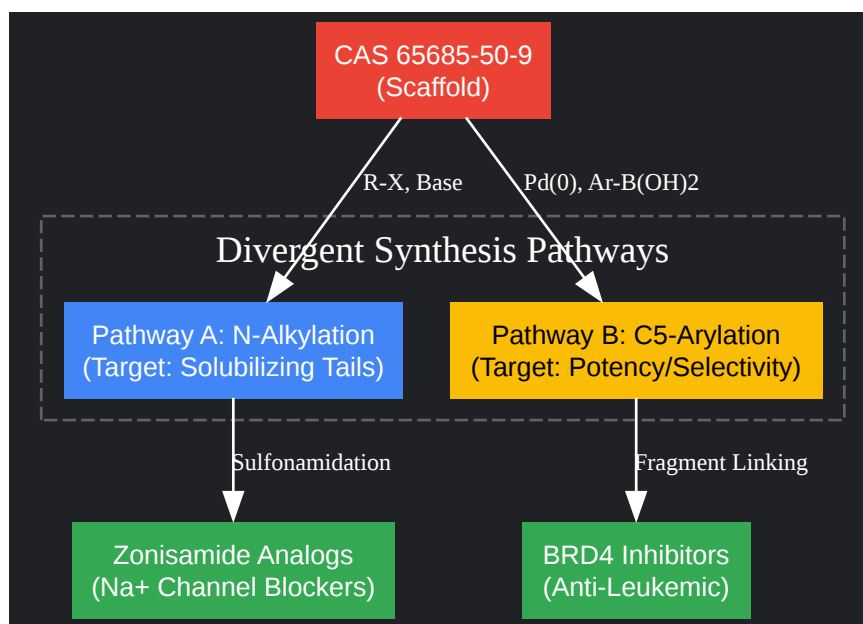 CAS 65685-50-9
(Scaffold)
R-X, Base
Pd(0), Ar-B(OH)2
Divergent Synthesis Pathways
Pathway A: N-Alkylation
(Target: Solubilizing Tails)
Pathway B: C5-Arylation
(Target: Potency/Selectivity)
Sulfonamidation
Fragment Linking
Zonisamide Analogs
(Na+ Channel Blockers)
BRD4 Inhibitors
(Anti-Leukemic)